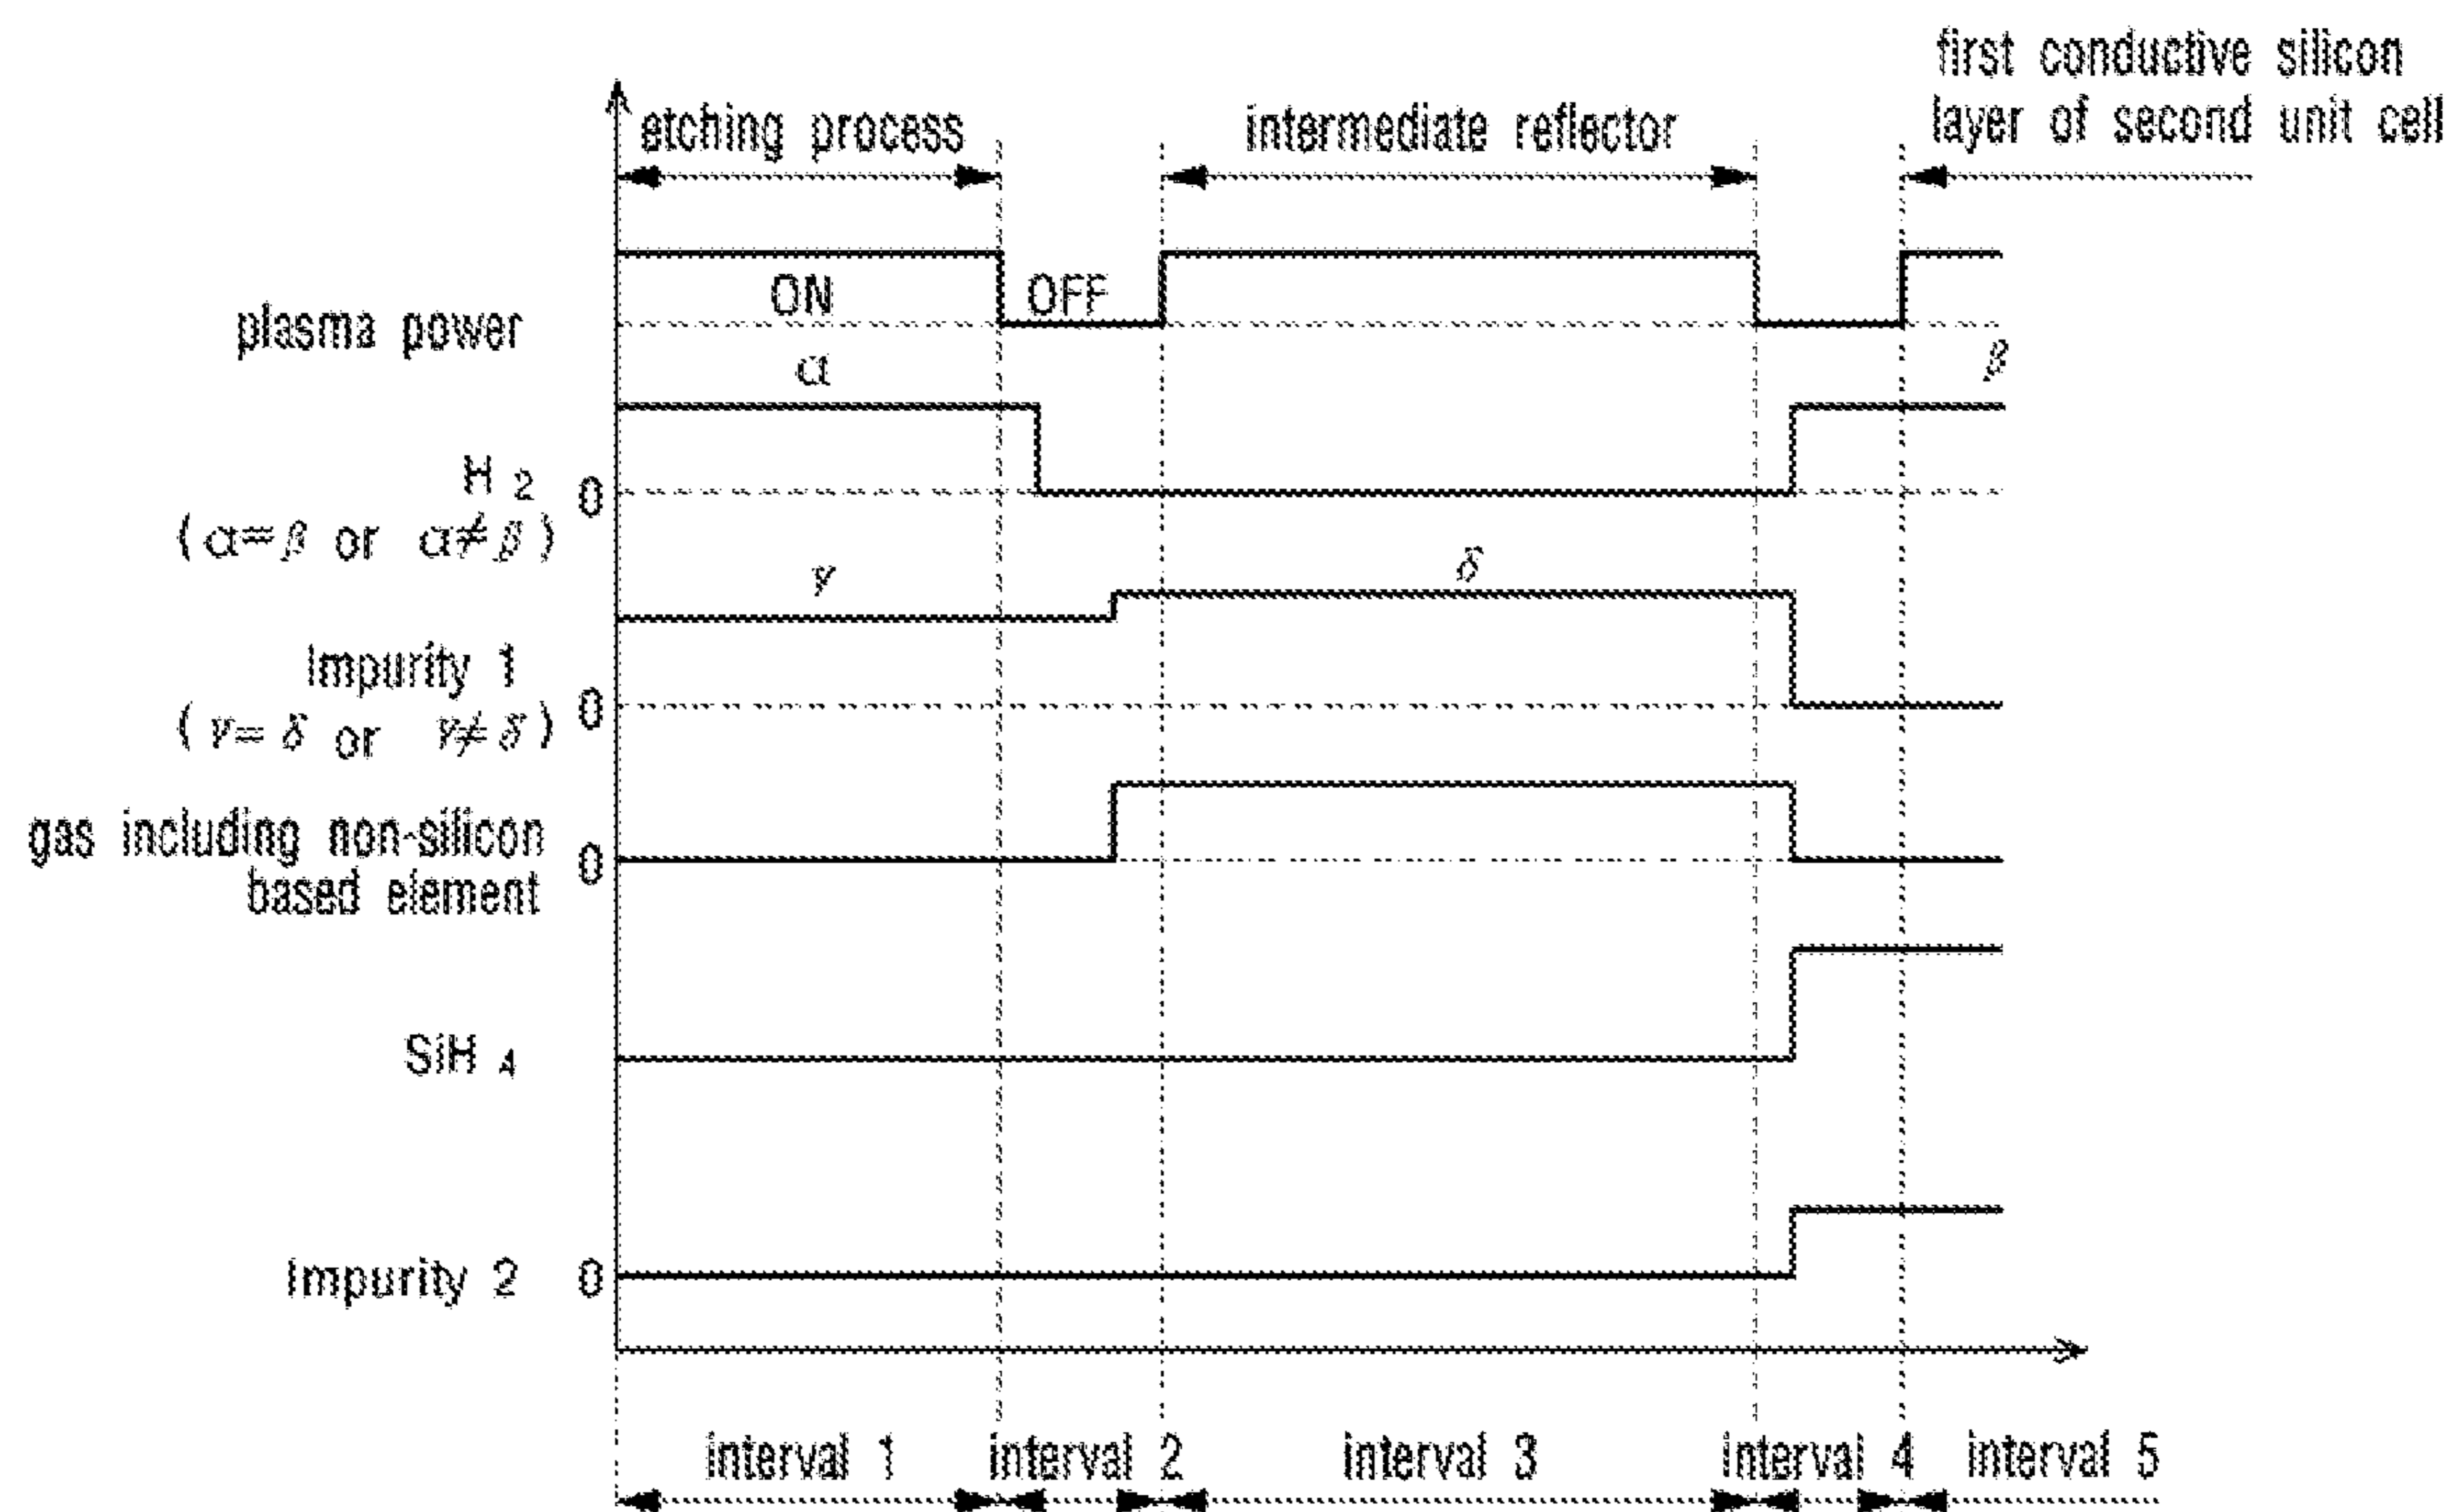 first conductive silicon
layer of second unit cell
etching process
intermediate reflector
ON
OFF
plasma power
α
β
H 2
0
( α=β or α≠β )
γ
δ
Impurity 1
0
( γ= δ or γ≠δ )
gas including non-silicon
based element
0
SiH 4
Impurity 2
0
interval 1
interval 2
interval 3
interval 4
interval 5